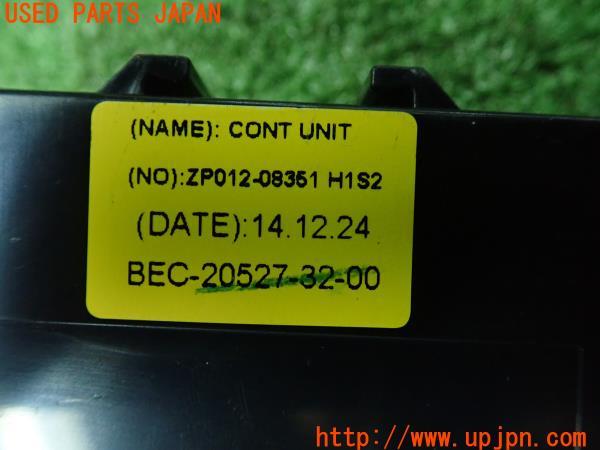 USED PARTS JAPAN
(NAME): CONT UNIT
(NO):ZP012-08351 H1S2
(DATE):14.12.24
BEC-20527-32-00
http://www.upjpn.com